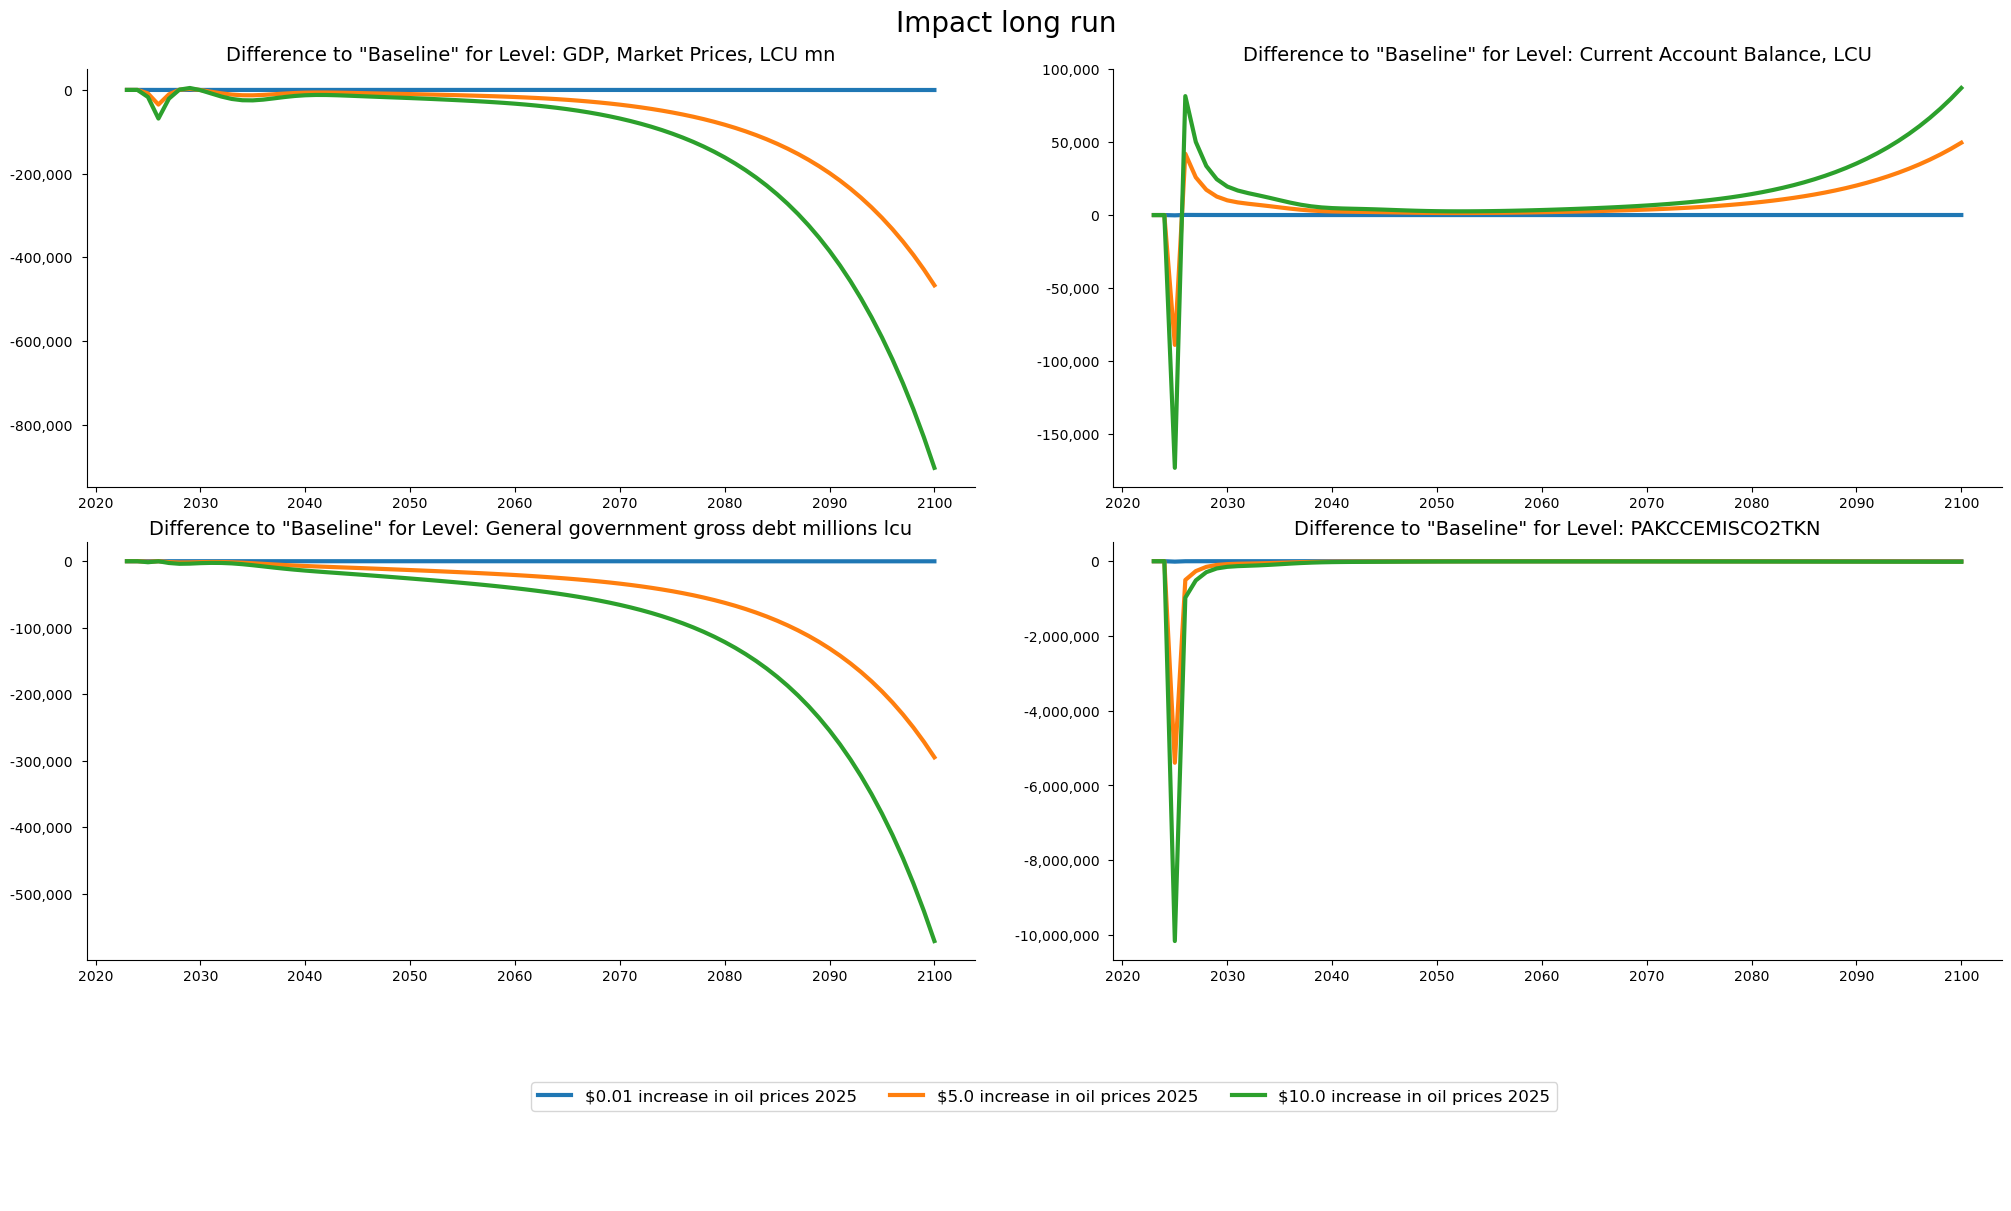 Impact long run
Difference to "Baseline" for Level: GDP, Market Prices, LCU mn
0
-200,000
-400,000
-600,000
-800,000
2020 2030 2040 2050 2060 2070 2080 2090 2100
Difference to "Baseline" for Level: Current Account Balance, LCU
100,000
50,000
0
-50,000
-100,000
-150,000
2020 2030 2040 2050 2060 2070 2080 2090 2100
Difference to "Baseline" for Level: General government gross debt millions lcu
0
-100,000
-200,000
-300,000
-400,000
-500,000
2020 2030 2040 2050 2060 2070 2080 2090 2100
Difference to "Baseline" for Level: PAKCCEMISCO2TKN
0
-2,000,000
-4,000,000
-6,000,000
-8,000,000
-10,000,000
2020 2030 2040 2050 2060 2070 2080 2090 2100
$0.01 increase in oil prices 2025 $5.0 increase in oil prices 2025 $10.0 increase in oil prices 2025